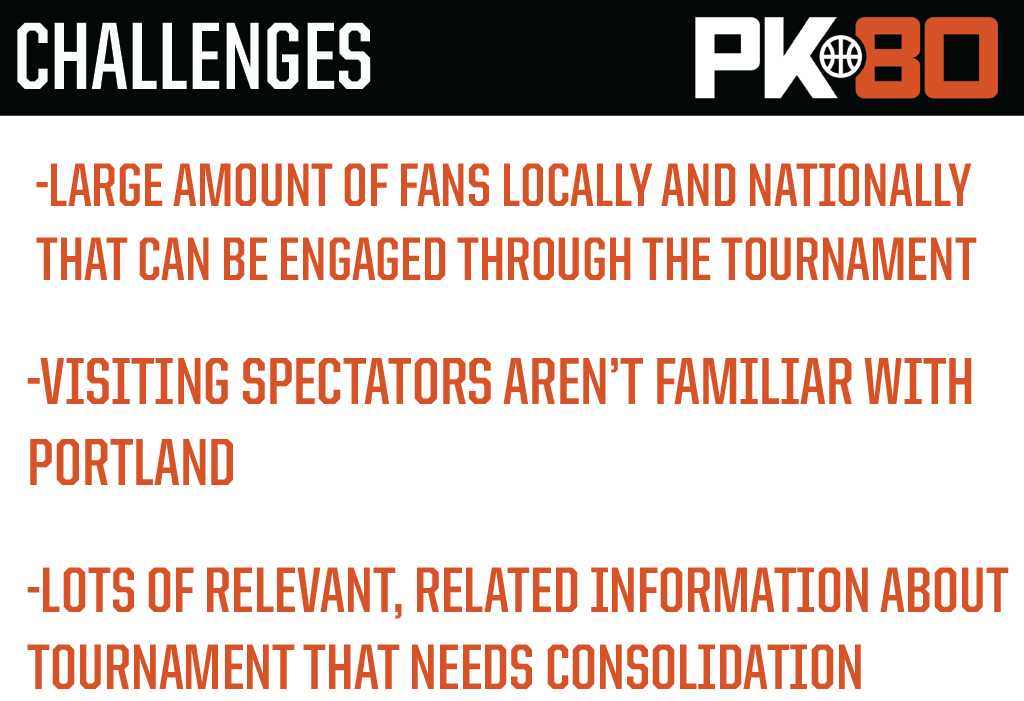 CHALLENGES
PK80
-LARGE AMOUNT OF FANS LOCALLY AND NATIONALLY
THAT CAN BE ENGAGED THROUGH THE TOURNAMENT
-VISITING SPECTATORS AREN’T FAMILIAR WITH
PORTLAND
-LOTS OF RELEVANT, RELATED INFORMATION ABOUT
TOURNAMENT THAT NEEDS CONSOLIDATION